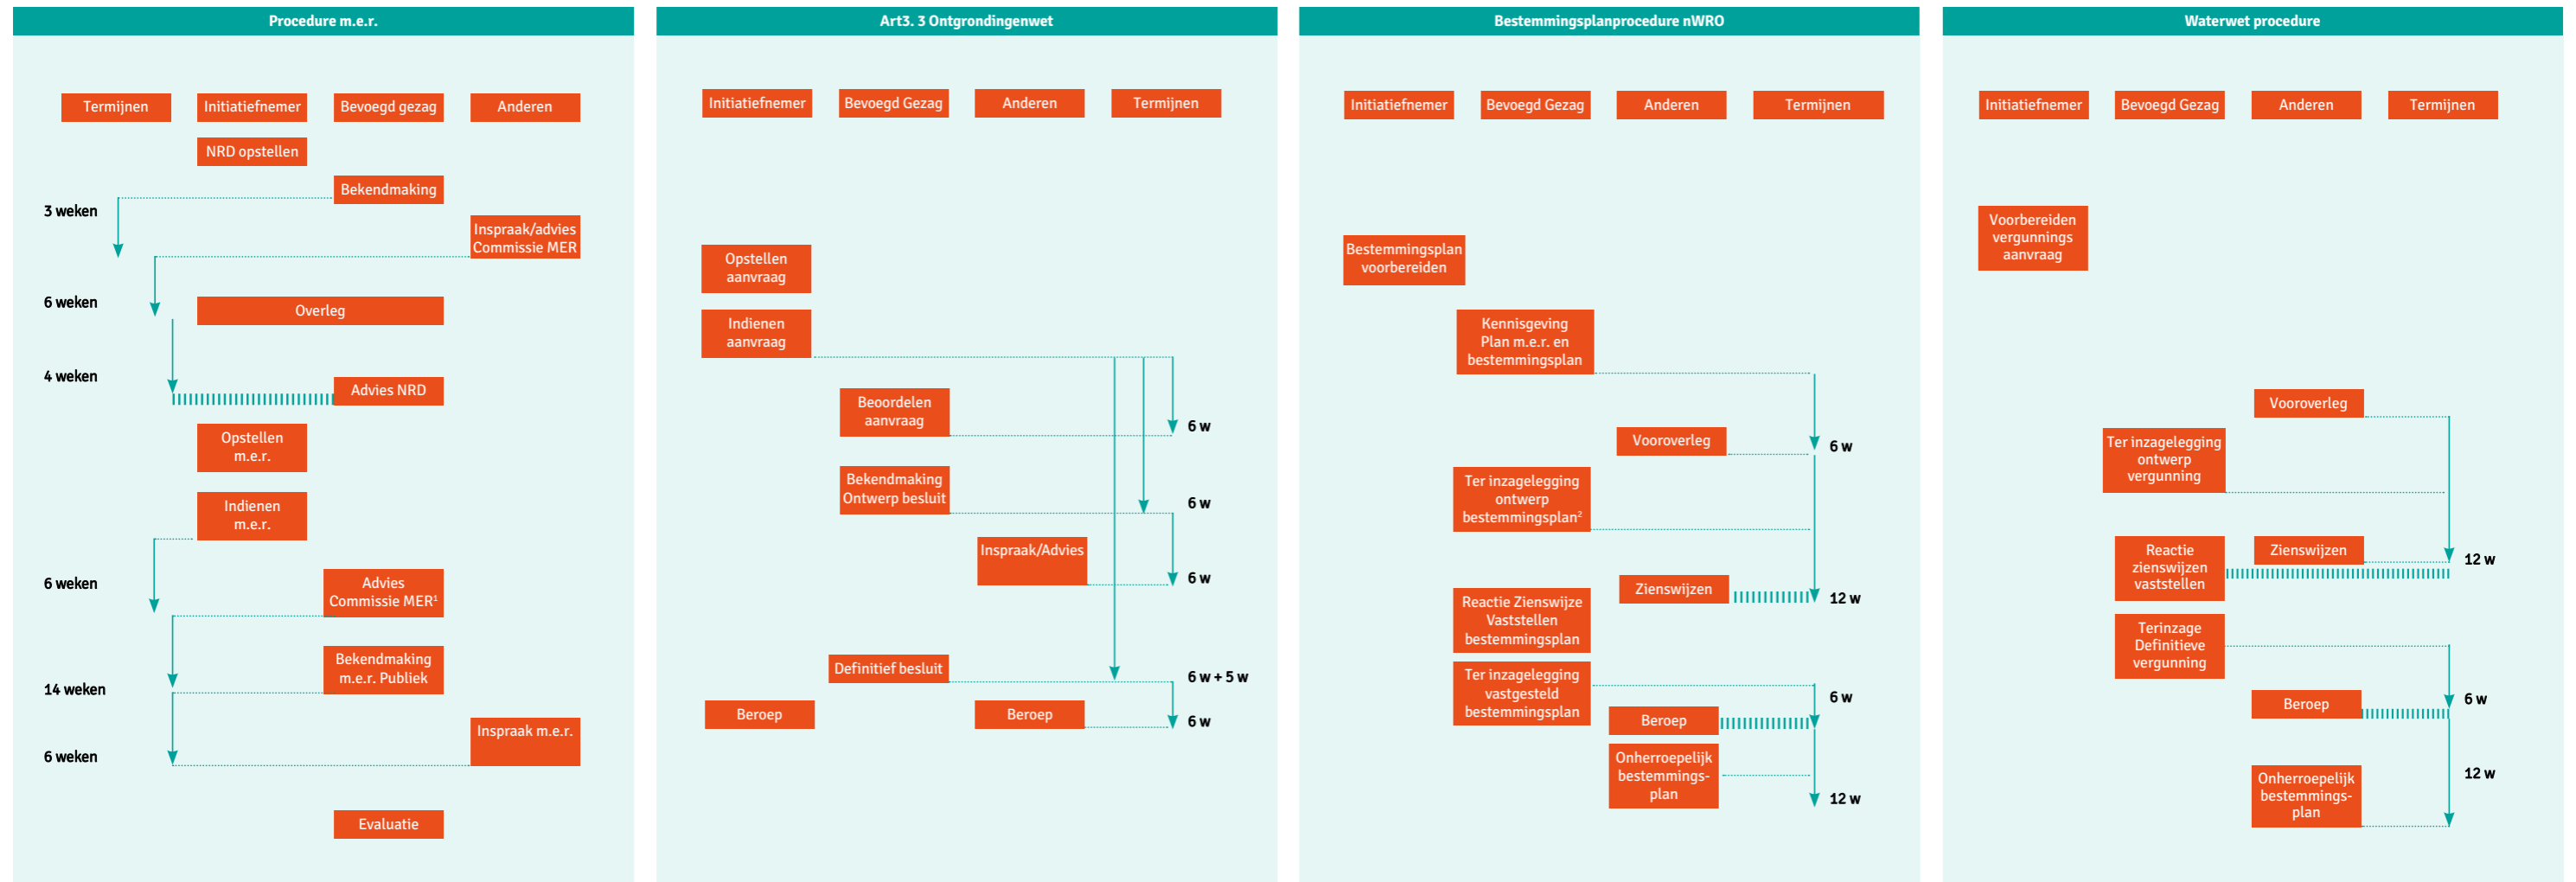 Procedure m.e.r.
Termijnen
Initiatiefnemer
Bevoegd gezag
Anderen
NRD opstellen
Bekendmaking
3 weken
Inspraak/advies
Commissie MER
6 weken
Overleg
4 weken
Advies NRD
Opstellen
m.e.r.
Indienen
m.e.r.
6 weken
Advies
Commissie MER¹
Bekendmaking
m.e.r. Publiek
14 weken
Inspraak m.e.r.
6 weken
Evaluatie
Art3. 3 Ontgrondingenwet
Initiatiefnemer
Bevoegd Gezag
Anderen
Termijnen
Opstellen
aanvraag
Indienen
aanvraag
Beoordelen
aanvraag
6 w
Bekendmaking
Ontwerp besluit
6 w
Inspraak/Advies
6 w
Definitief besluit
6 w + 5 w
Beroep
Beroep
6 w
Bestemmingsplanprocedure nWRO
Initiatiefnemer
Bevoegd Gezag
Anderen
Termijnen
Bestemmingsplan
voorbereiden
Kennisgeving
Plan m.e.r. en
bestemmingsplan
Vooroverleg
6 w
Ter inzagelegging
ontwerp
bestemmingsplan²
Zienswijzen
12 w
Reactie Zienswijze
Vaststellen
bestemmingsplan
Ter inzagelegging
vastgesteld
bestemmingsplan
6 w
Beroep
Onherroepelijk
bestemmings-
plan
12 w
Waterwet procedure
Initiatiefnemer
Bevoegd Gezag
Anderen
Termijnen
Voorbereiden
vergunnings
aanvraag
Vooroverleg
Ter inzagelegging
ontwerp
vergunning
Zienswijzen
12 w
Reactie
zienswijzen
vaststellen
Terinzage
Definitieve
vergunning
6 w
Beroep
12 w
Onherroepelijk
bestemmings-
plan